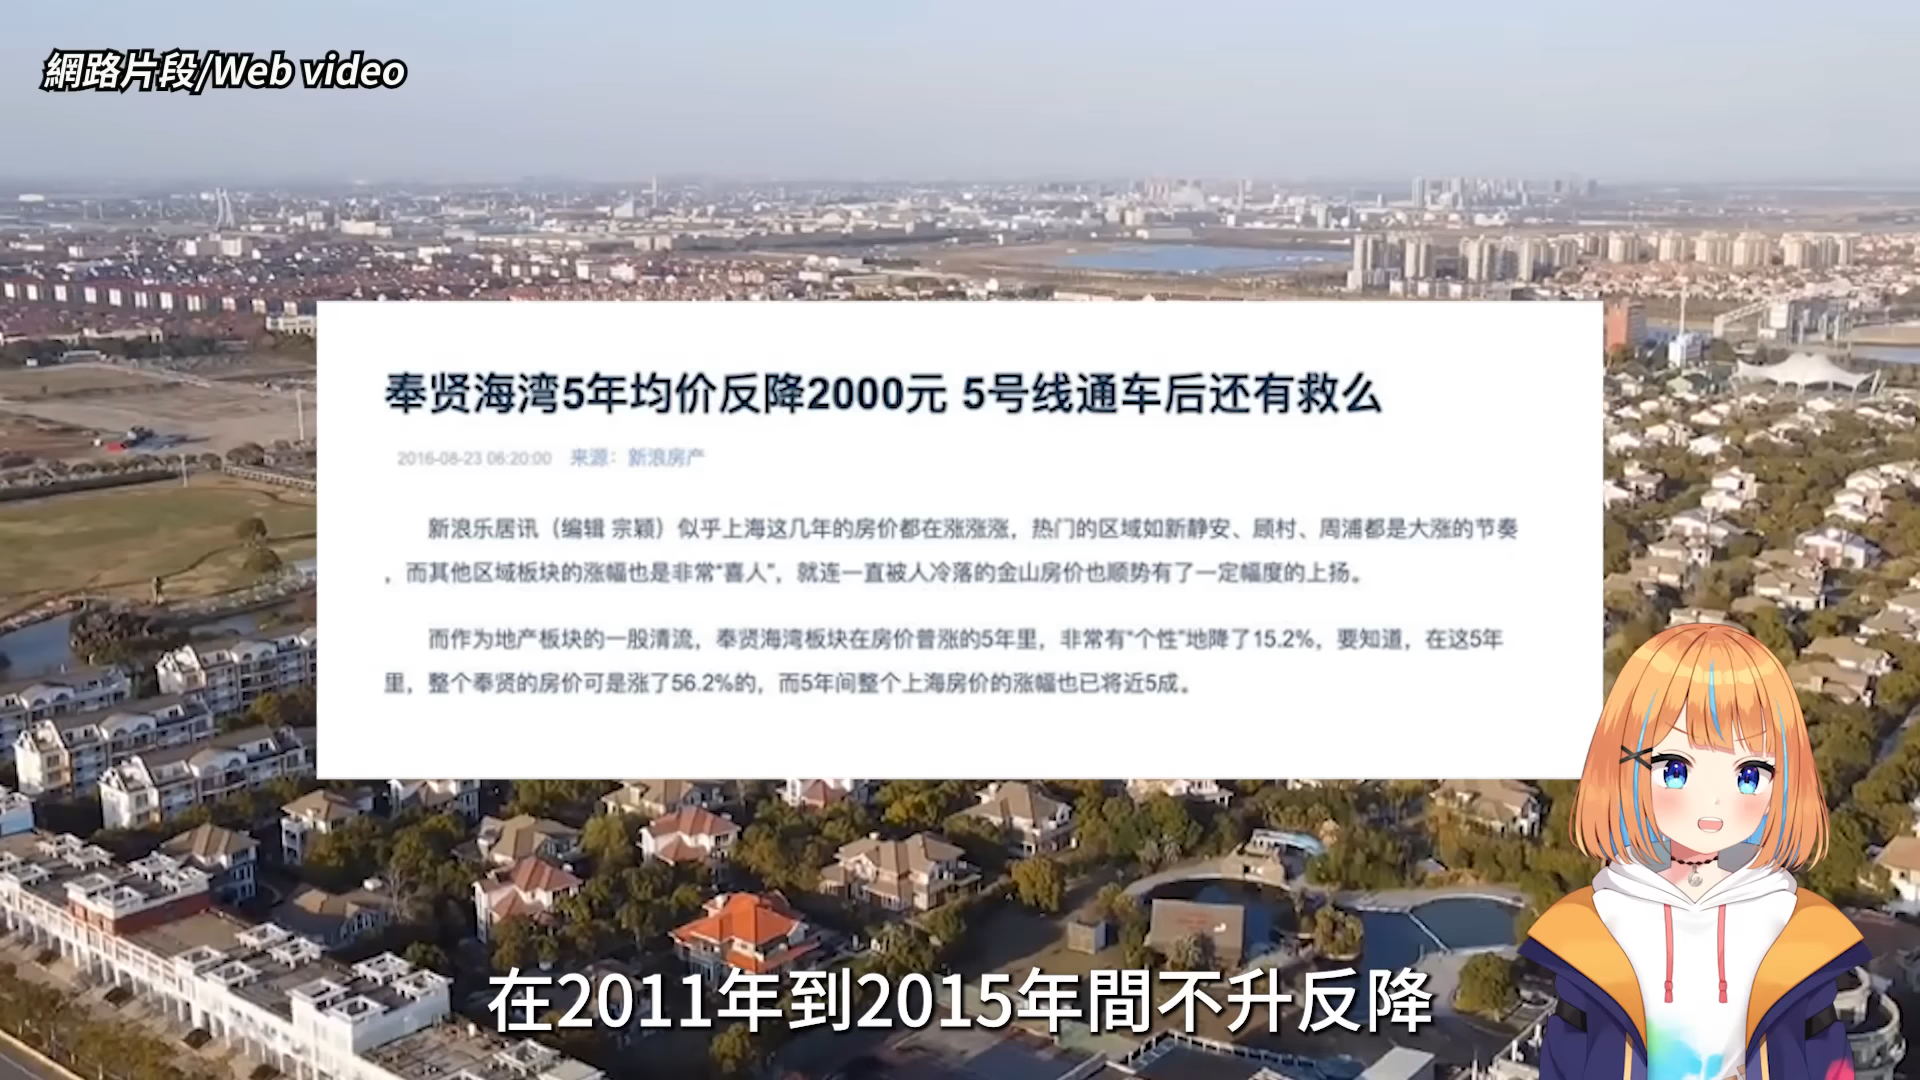 網路片段/Web video
奉贤海湾5年均价反降2000元 5号线通车后还有救么
2016-08-23 06:20:00 来源：新浪房产
新浪乐居讯（编辑 宗颖）似乎上海这几年的房价都在涨涨涨，热门的区域如新静安、顾村、周浦都是大涨的节奏
，而其他区域板块的涨幅也是非常“喜人”，就连一直被人冷落的金山房价也顺势有了一定幅度的上扬。
而作为地产板块的一股清流，奉贤海湾板块在房价普涨的5年里，非常有“个性”地降了15.2%，要知道，在这5年
里，整个奉贤的房价可是涨了56.2%的，而5年间整个上海房价的涨幅也已将近5成。
在2011年到2015年間不升反降